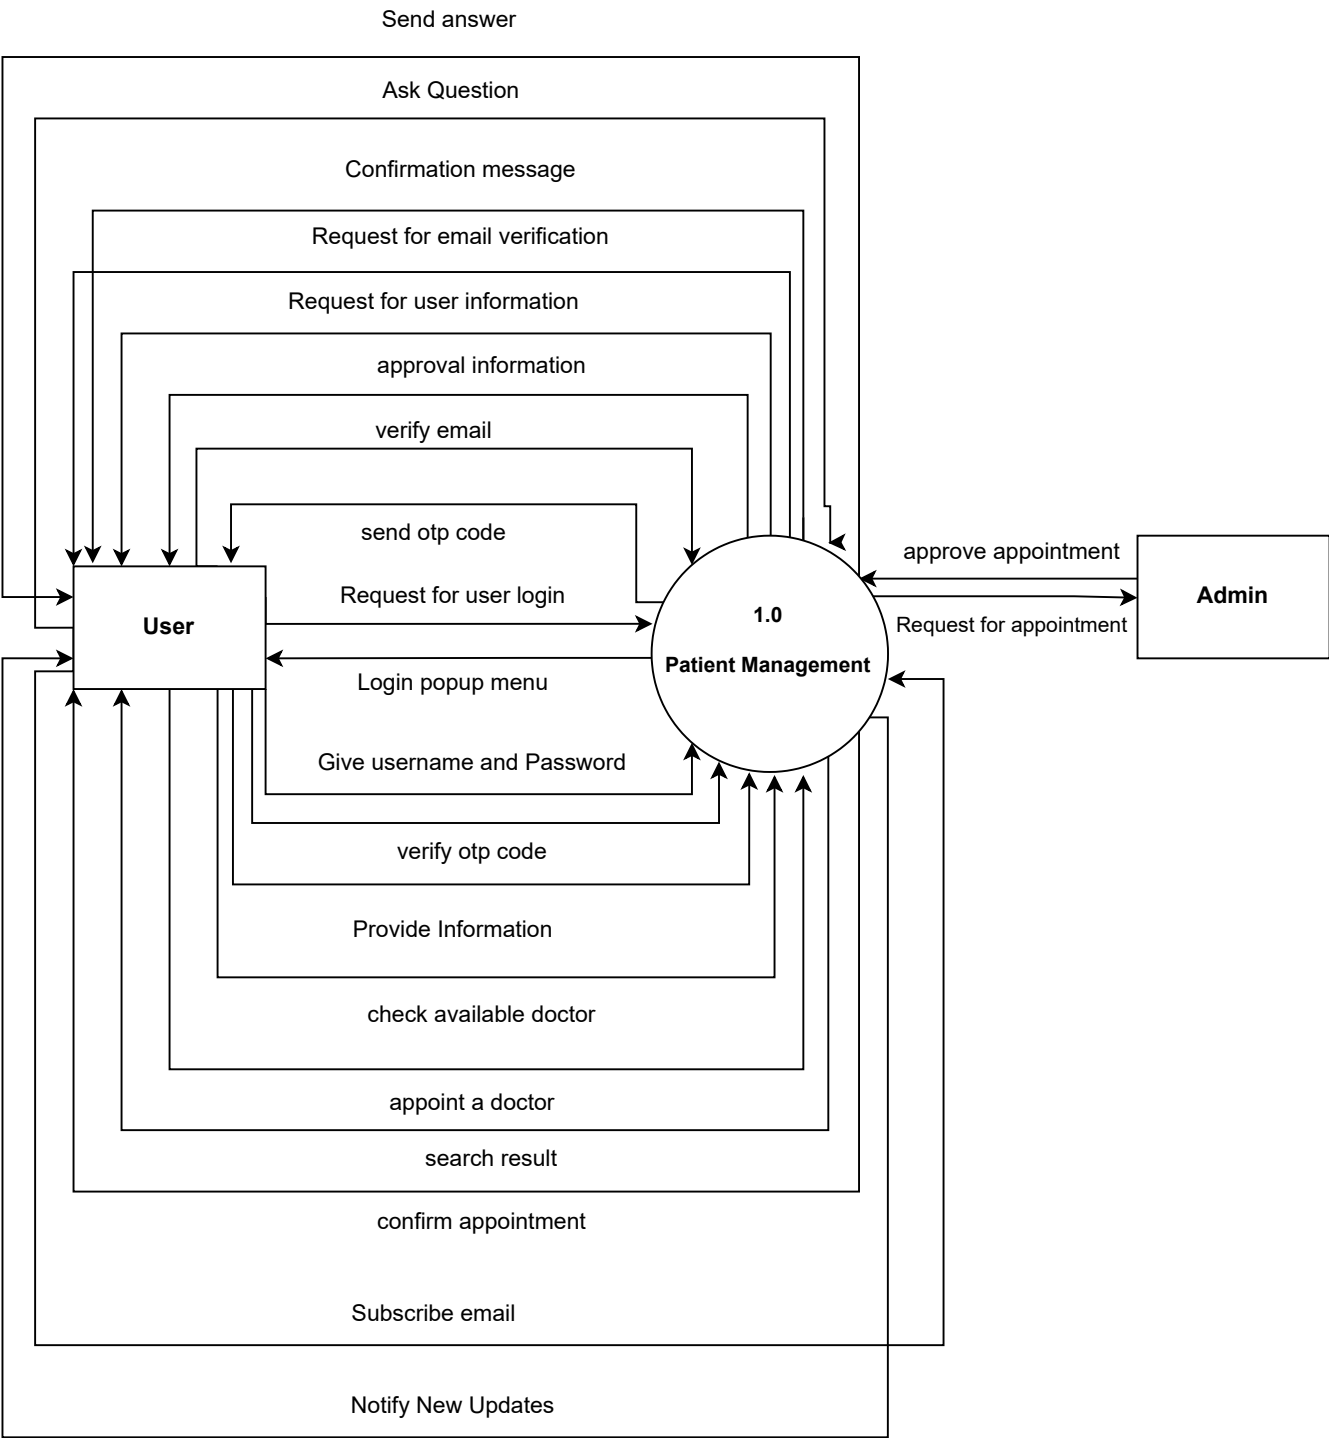 Send answer
Ask Question
Confirmation message
Request for email verification
Request for user information
approval information
verify email
send otp code
approve appointment
Request for user login
1.0
Admin
User
Request for appointment
Patient Management
Login popup menu
Give username and Password
verify otp code
Provide Information
check available doctor
appoint a doctor
search result
confirm appointment
Subscribe email
Notify New Updates